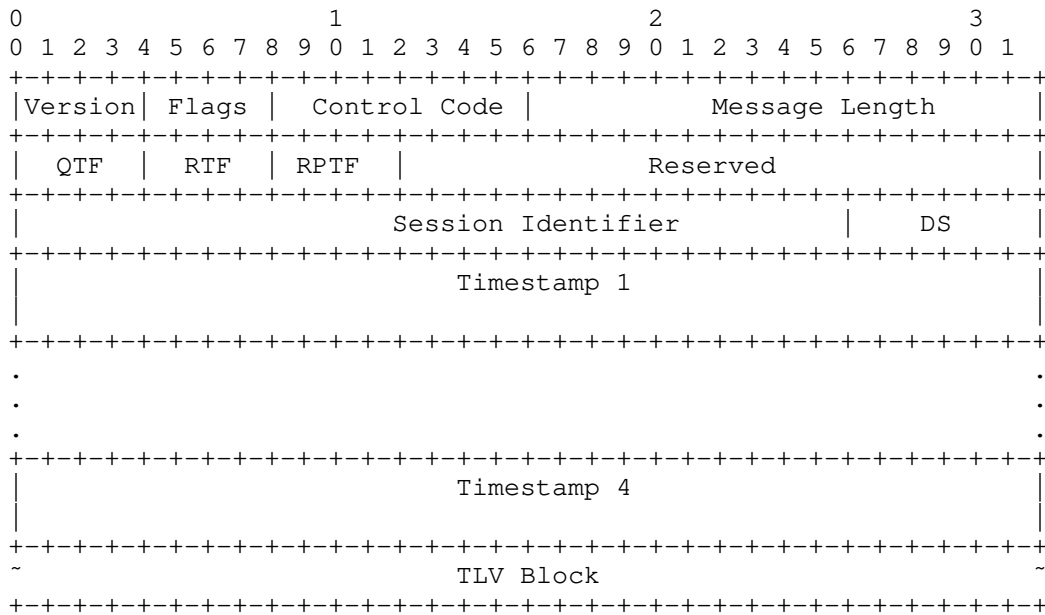 0                   1                   2                   3
0 1 2 3 4 5 6 7 8 9 0 1 2 3 4 5 6 7 8 9 0 1 2 3 4 5 6 7 8 9 0 1
+-+-+-+-+-+-+-+-+-+-+-+-+-+-+-+-+-+-+-+-+-+-+-+-+-+-+-+-+-+-+-+-+
|Version| Flags |  Control Code |        Message Length         |
+-+-+-+-+-+-+-+-+-+-+-+-+-+-+-+-+-+-+-+-+-+-+-+-+-+-+-+-+-+-+-+-+
|  QTF  |  RTF  | RPTF  |              Reserved                 |
+-+-+-+-+-+-+-+-+-+-+-+-+-+-+-+-+-+-+-+-+-+-+-+-+-+-+-+-+-+-+-+-+
|                       Session Identifier          |    DS     |
+-+-+-+-+-+-+-+-+-+-+-+-+-+-+-+-+-+-+-+-+-+-+-+-+-+-+-+-+-+-+-+-+
|                           Timestamp 1                         |
|                                                               |
+-+-+-+-+-+-+-+-+-+-+-+-+-+-+-+-+-+-+-+-+-+-+-+-+-+-+-+-+-+-+-+-+
.                                                               .
.                                                               .
.                                                               .
+-+-+-+-+-+-+-+-+-+-+-+-+-+-+-+-+-+-+-+-+-+-+-+-+-+-+-+-+-+-+-+-+
|                           Timestamp 4                         |
|                                                               |
+-+-+-+-+-+-+-+-+-+-+-+-+-+-+-+-+-+-+-+-+-+-+-+-+-+-+-+-+-+-+-+-+
~                           TLV Block                           ~
+-+-+-+-+-+-+-+-+-+-+-+-+-+-+-+-+-+-+-+-+-+-+-+-+-+-+-+-+-+-+-+-+